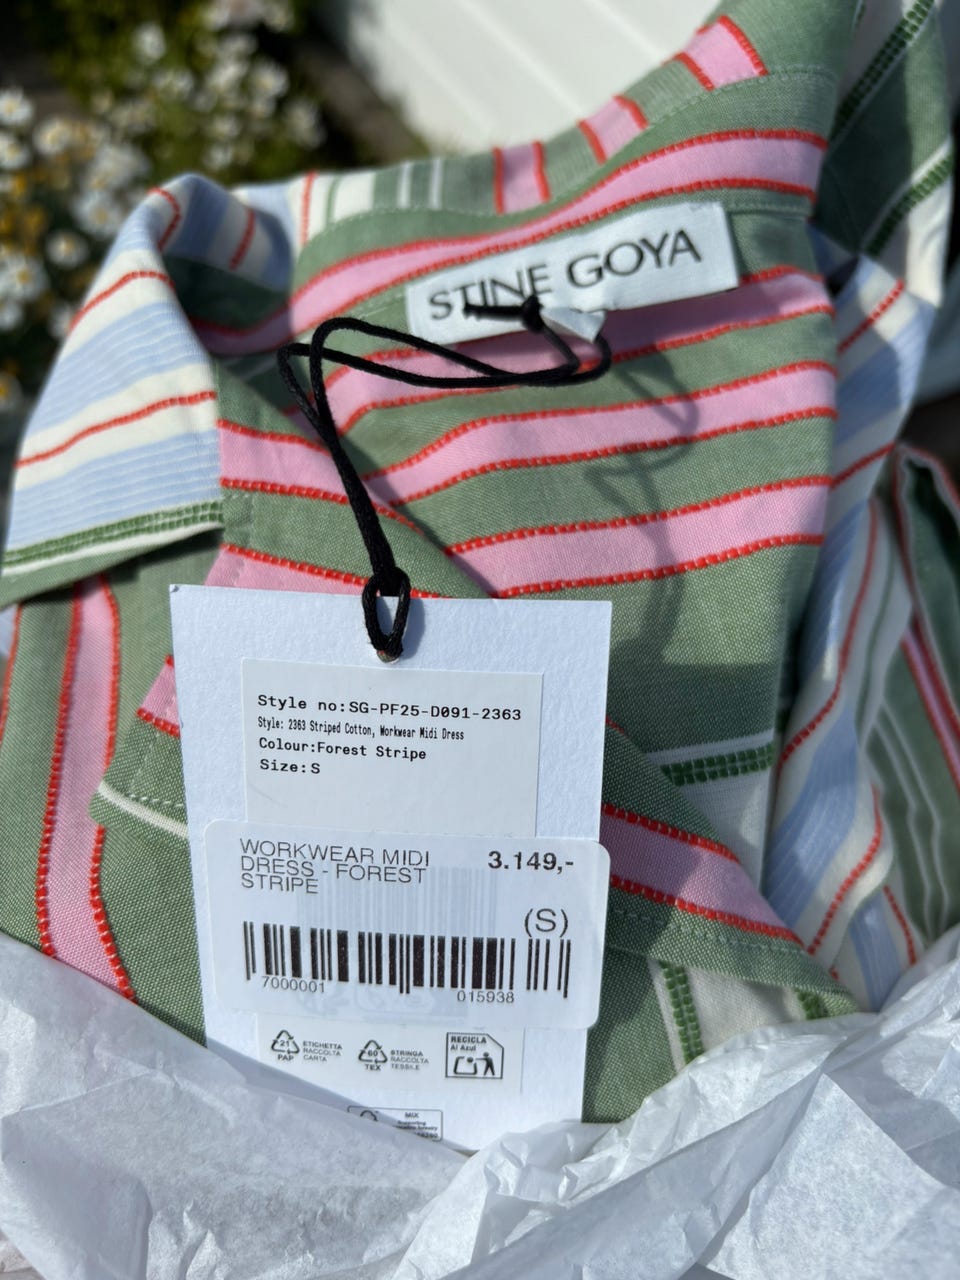 STINE GOYA
Style no:SG-PF25-D091-2363
Style: 2363 Striped Cotton, Workwear Midi Dress
Colour:Forest Stripe
Size:S
WORKWEAR MIDI
DRESS - FOREST
STRIPE
3.149,-
(S)
7000001
015938
21
PAP
ETICHETTA
RACCOLTA
CARTA
60
TEX
STRINGA
RACCOLTA
TESSILE
RECICLA
Al Azul
MIX